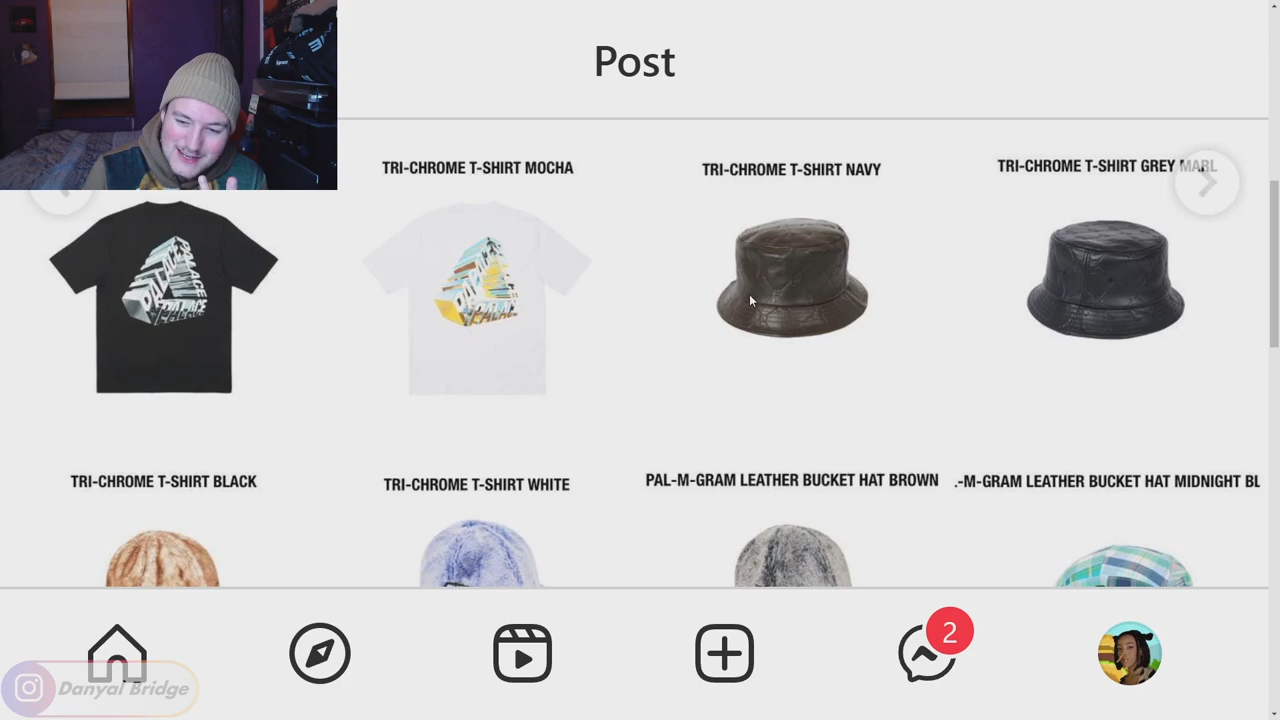 Post
TRI-CHROME T-SHIRT MOCHA
TRI-CHROME T-SHIRT NAVY
TRI-CHROME T-SHIRT GREY MARL
TRI-CHROME T-SHIRT BLACK
TRI-CHROME T-SHIRT WHITE
PAL-M-GRAM LEATHER BUCKET HAT BROWN
.-M-GRAM LEATHER BUCKET HAT MIDNIGHT BL
2
Danyal Bridge